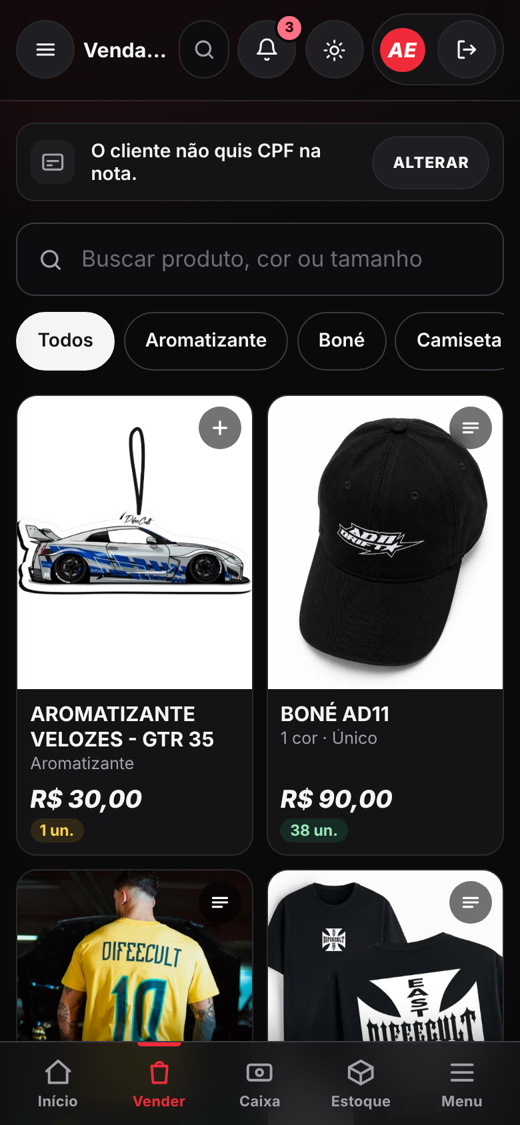 3
Venda...
AE
O cliente não quis CPF na
nota.
ALTERAR
Buscar produto, cor ou tamanho
Todos
Aromatizante
Boné
Camiseta
AD11
DRIFT
AROMATIZANTE
VELOZES - GTR 35
Aromatizante
R$ 30,00
1 un.
BONÉ AD11
1 cor · Único
R$ 90,00
38 un.
DIFEECULT
10
EAST
DIFEECULT
Início
Vender
Caixa
Estoque
Menu